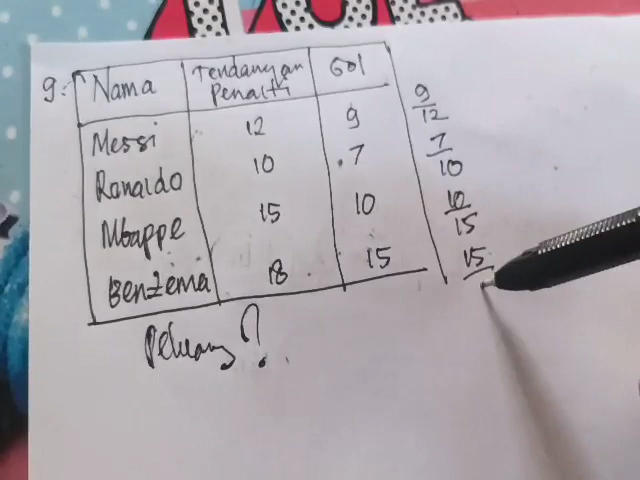 9. Nama Tendangan Penalti Gol
Messi 12 9 9/12
Ronaldo 10 7 7/10
Mbappe 15 10 10/15
Benzema 18 15 15/
Peluang?